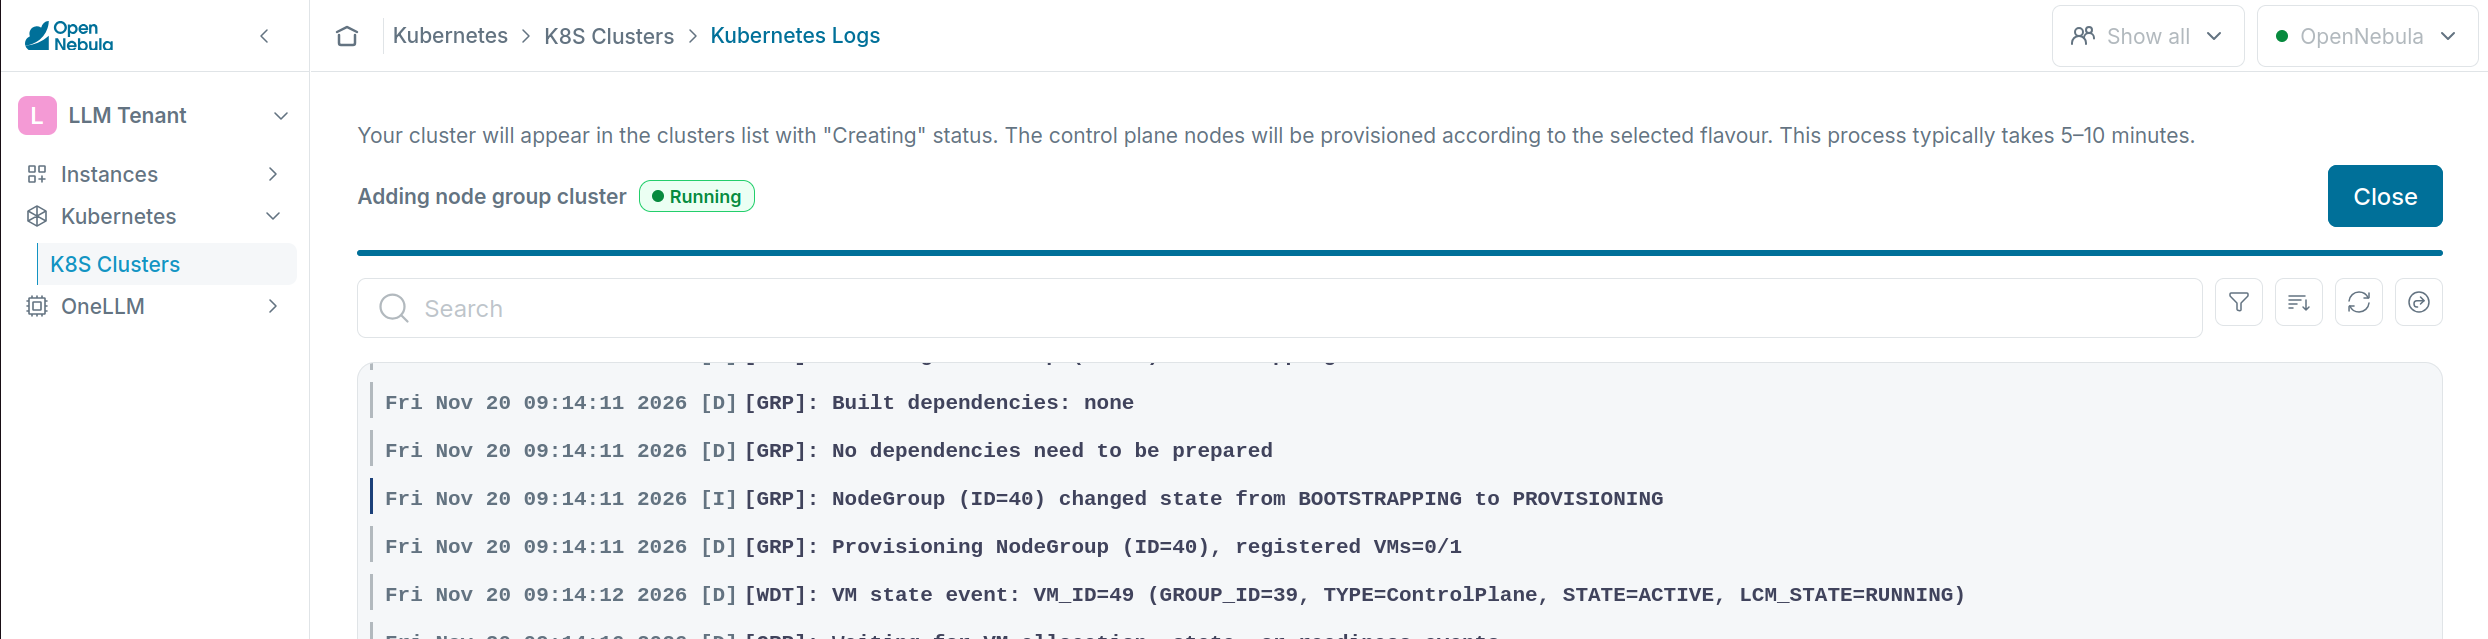 Open
Nebula
Kubernetes > K8S Clusters > Kubernetes Logs
Show all
OpenNebula
L LLM Tenant
Instances
Kubernetes
K8S Clusters
OneLLM
Your cluster will appear in the clusters list with "Creating" status. The control plane nodes will be provisioned according to the selected flavour. This process typically takes 5–10 minutes.
Adding node group cluster Running
Close
Search
Fri Nov 20 09:14:11 2026 [D] [GRP]: Built dependencies: none
Fri Nov 20 09:14:11 2026 [D] [GRP]: No dependencies need to be prepared
Fri Nov 20 09:14:11 2026 [I] [GRP]: NodeGroup (ID=40) changed state from BOOTSTRAPPING to PROVISIONING
Fri Nov 20 09:14:11 2026 [D] [GRP]: Provisioning NodeGroup (ID=40), registered VMs=0/1
Fri Nov 20 09:14:12 2026 [D] [WDT]: VM state event: VM_ID=49 (GROUP_ID=39, TYPE=ControlPlane, STATE=ACTIVE, LCM_STATE=RUNNING)